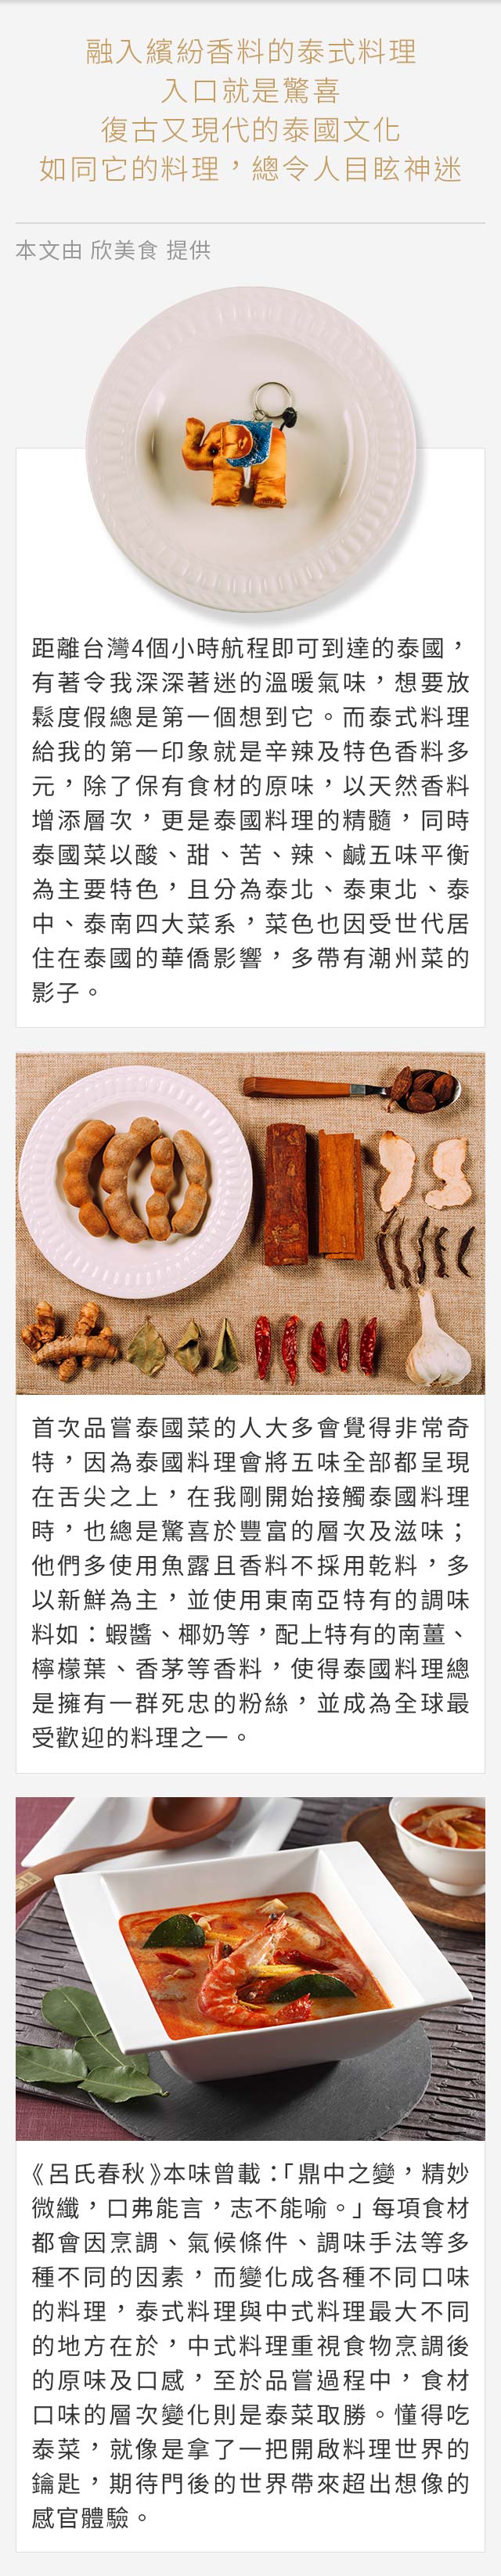 融入繽紛香料的泰式料理
入口就是驚喜
復古又現代的泰國文化
如同它的料理，總令人目眩神迷
本文由 欣美食 提供
距離台灣4個小時航程即可到達的泰國，
有著令我深深著迷的溫暖氣味，想要放
鬆度假總是第一個想到它。而泰式料理
給我的第一印象就是辛辣及特色香料多
元，除了保有食材的原味，以天然香料
增添層次，更是泰國料理的精髓，同時
泰國菜以酸、甜、苦、辣、鹹五味平衡
為主要特色，且分為泰北、泰東北、泰
中、泰南四大菜系，菜色也因受世代居
住在泰國的華僑影響，多帶有潮州菜的
影子。
首次品嘗泰國菜的人大多會覺得非常奇
特，因為泰國料理會將五味全部都呈現
在舌尖之上，在我剛開始接觸泰國料理
時，也總是驚喜於豐富的層次及滋味；
他們多使用魚露且香料不採用乾料，多
以新鮮為主，並使用東南亞特有的調味
料如：蝦醬、椰奶等，配上特有的南薑、
檸檬葉、香茅等香料，使得泰國料理總
是擁有一群死忠的粉絲，並成為全球最
受歡迎的料理之一。
《呂氏春秋》本味曾載：「鼎中之變，精妙
微纖，口弗能言，志不能喻。」每項食材
都會因烹調、氣候條件、調味手法等多
種不同的因素，而變化成各種不同口味
的料理，泰式料理與中式料理最大不同
的地方在於，中式料理重視食物烹調後
的原味及口感，至於品嘗過程中，食材
口味的層次變化則是泰菜取勝。懂得吃
泰菜，就像是拿了一把開啟料理世界的
鑰匙，期待門後的世界帶來超出想像的
感官體驗。